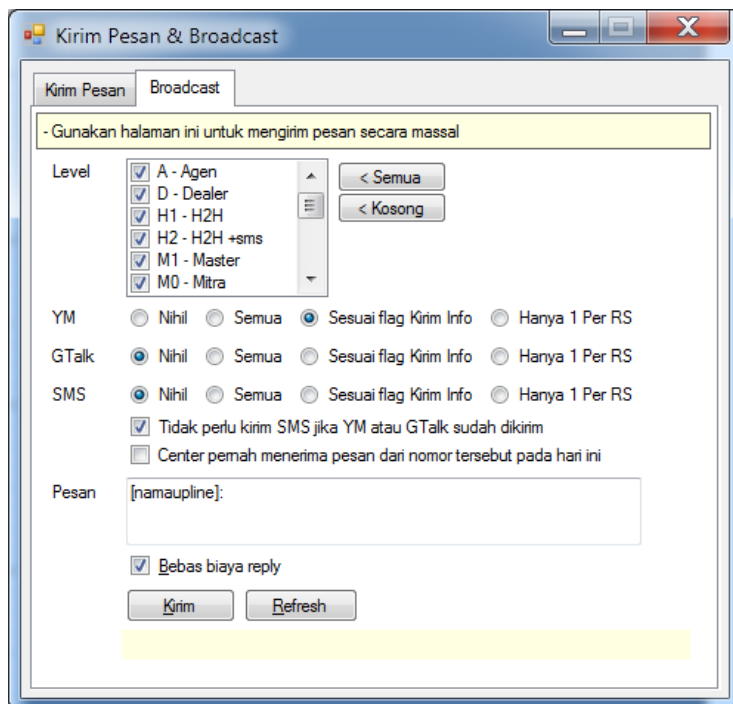 Kirim Pesan & Broadcast
Kirim Pesan Broadcast
- Gunakan halaman ini untuk mengirim pesan secara massal
Level
A - Agen
D - Dealer
H1 - H2H
H2 - H2H +sms
M1 - Master
M0 - Mitra
< Semua
< Kosong
YM Nihil Semua Sesuai flag Kirim Info Hanya 1 Per RS
GTalk Nihil Semua Sesuai flag Kirim Info Hanya 1 Per RS
SMS Nihil Semua Sesuai flag Kirim Info Hanya 1 Per RS
Tidak perlu kirim SMS jika YM atau GTalk sudah dikirim
Center pernah menerima pesan dari nomor tersebut pada hari ini
Pesan [namaupline]:
Bebas biaya reply
Kirim Refresh